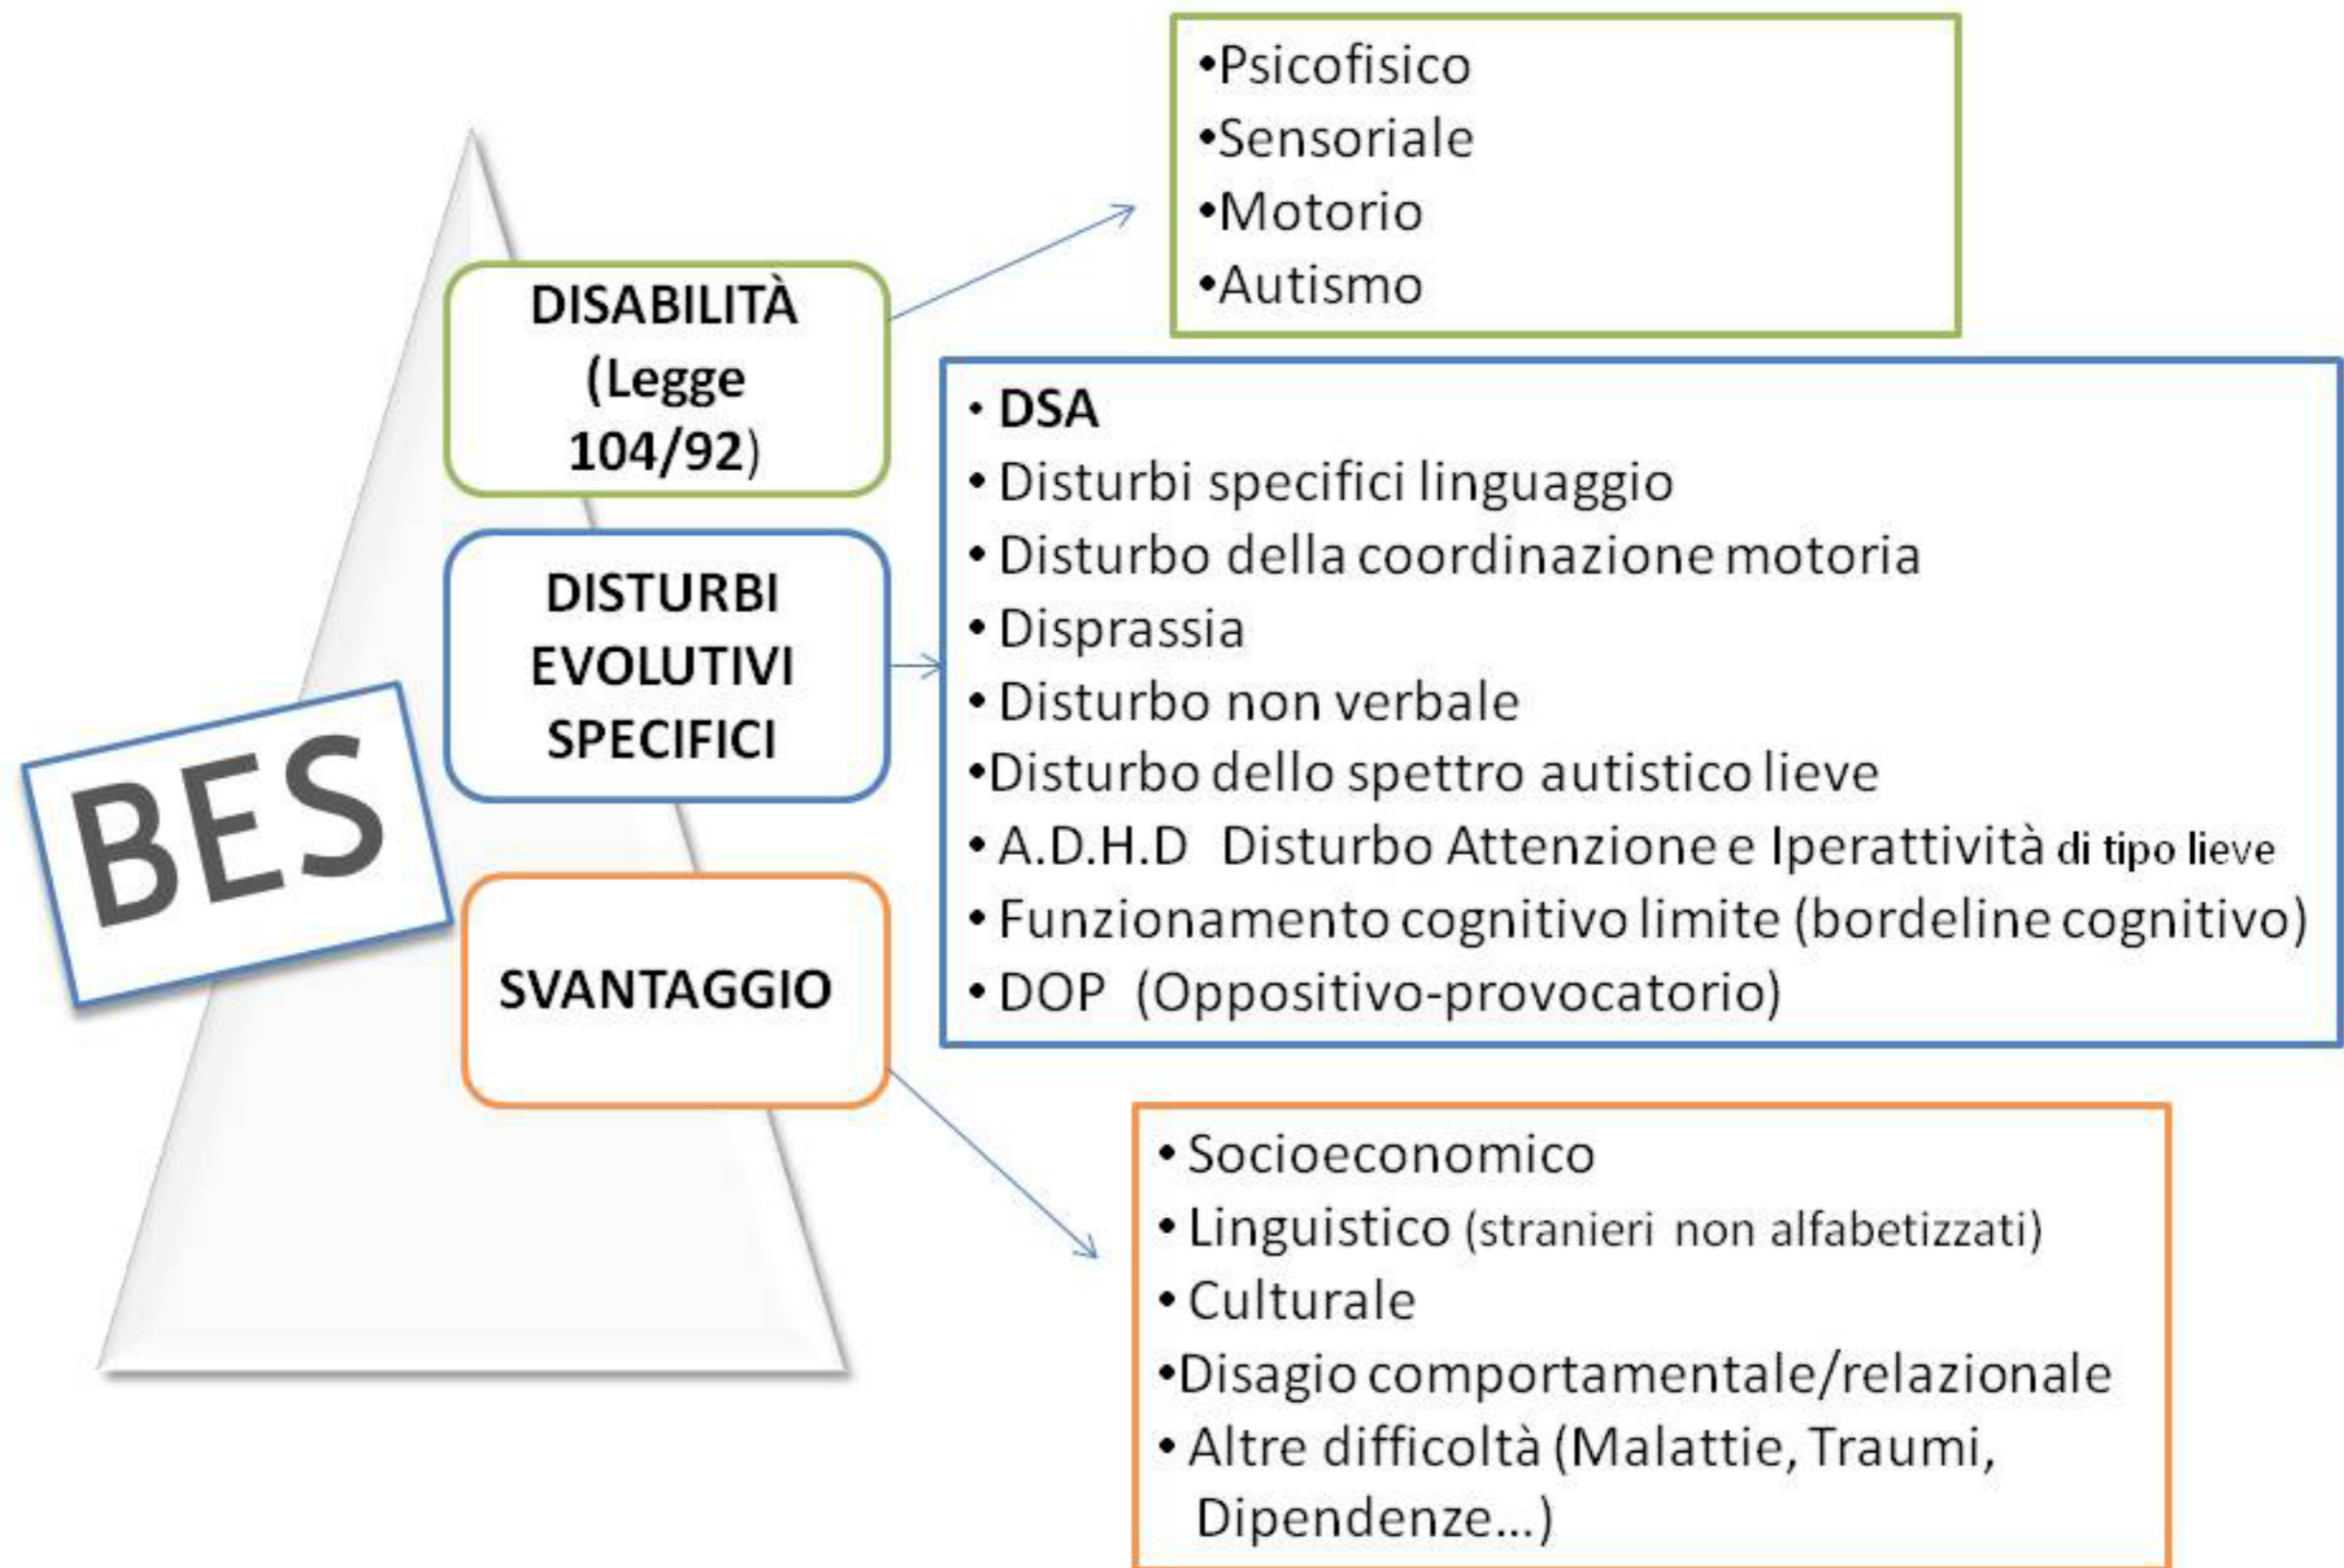 BES
DISABILITÀ
(Legge
104/92)
•Psicofisico
•Sensoriale
•Motorio
•Autismo
DISTURBI
EVOLUTIVI
SPECIFICI
• DSA
• Disturbi specifici linguaggio
• Disturbo della coordinazione motoria
• Disprassia
• Disturbo non verbale
•Disturbo dello spettro autistico lieve
• A.D.H.D Disturbo Attenzione e Iperattività di tipo lieve
• Funzionamento cognitivo limite (bordeline cognitivo)
• DOP (Oppositivo-provocatorio)
SVANTAGGIO
• Socioeconomico
• Linguistico (stranieri non alfabetizzati)
• Culturale
•Disagio comportamentale/relazionale
• Altre difficoltà (Malattie, Traumi,
Dipendenze...)